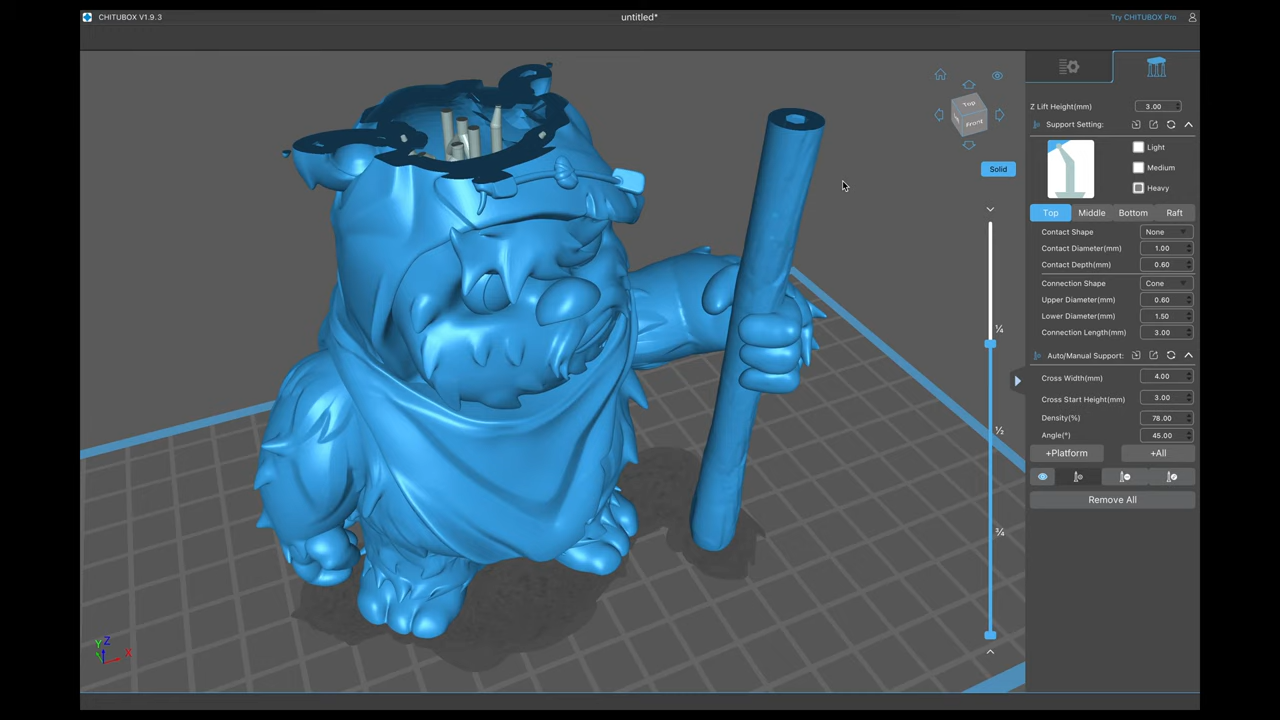 CHITUBOX V1.9.3
untitled*
Try CHITUBOX Pro
Z Lift Height(mm) 3.00
Support Setting:
Light
Medium
Heavy
Top Middle Bottom Raft
Contact Shape None
Contact Diameter(mm) 1.00
Contact Depth(mm) 0.60
Connection Shape Cone
Upper Diameter(mm) 0.60
Lower Diameter(mm) 1.50
Connection Length(mm) 3.00
Auto/Manual Support:
Cross Width(mm) 4.00
Cross Start Height(mm) 3.00
Density(%) 78.00
Angle(°) 45.00
+Platform +All
Remove All
Top
Front
Solid
¼
½
¾
Z
Y
X